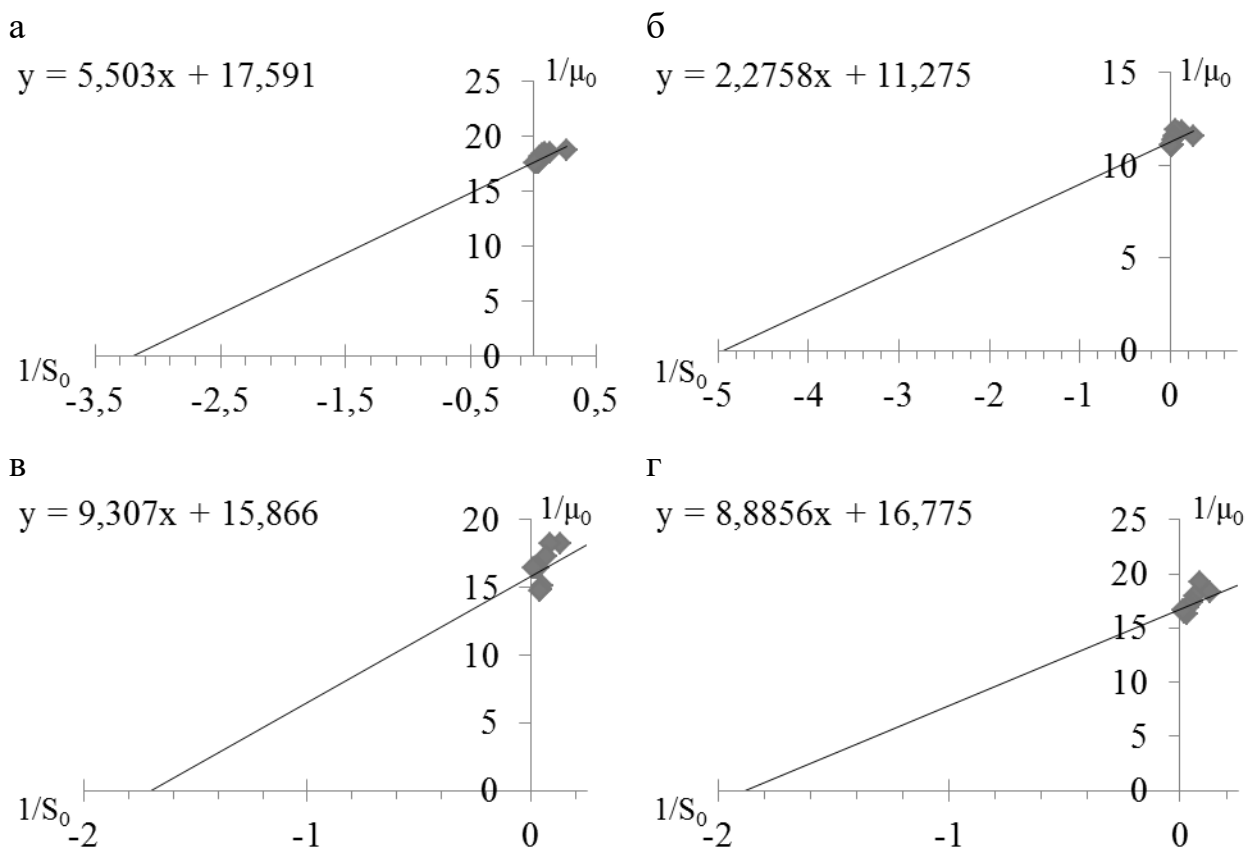 а
y = 5,503x + 17,591
1/μ₀
25
20
15
10
5
0
1/S₀
-3,5 -2,5 -1,5 -0,5 0,5
б
y = 2,2758x + 11,275
1/μ₀
15
10
5
0
1/S₀
-5 -4 -3 -2 -1 0
в
y = 9,307x + 15,866
1/μ₀
20
15
10
5
0
1/S₀
-2 -1 0
г
y = 8,8856x + 16,775
1/μ₀
25
20
15
10
5
0
1/S₀
-2 -1 0